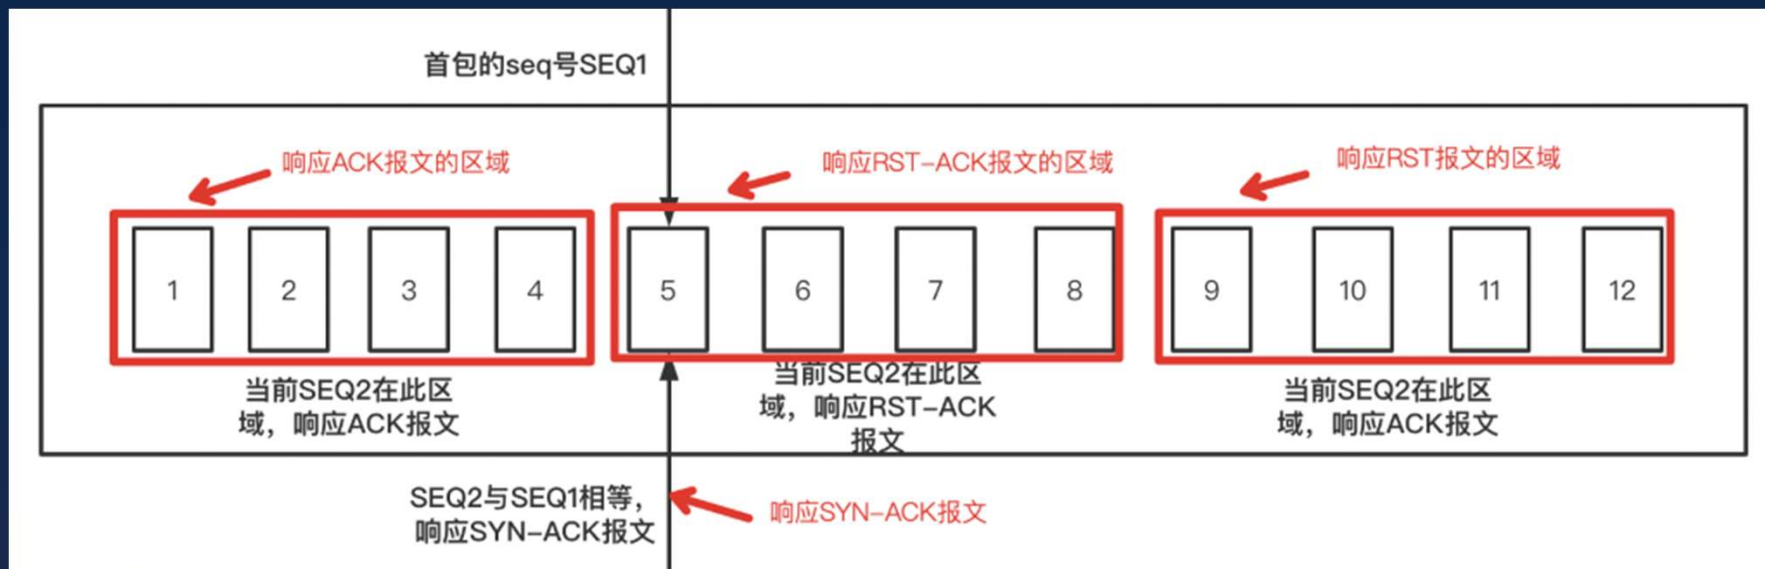 首包的seq号SEQ1
响应ACK报文的区域
响应RST-ACK报文的区域
响应RST报文的区域
1 2 3 4 5 6 7 8 9 10 11 12
当前SEQ2在此区
域，响应ACK报文
当前SEQ2在此区
域，响应RST-ACK
报文
当前SEQ2在此区
域，响应ACK报文
SEQ2与SEQ1相等，
响应SYN-ACK报文
响应SYN-ACK报文